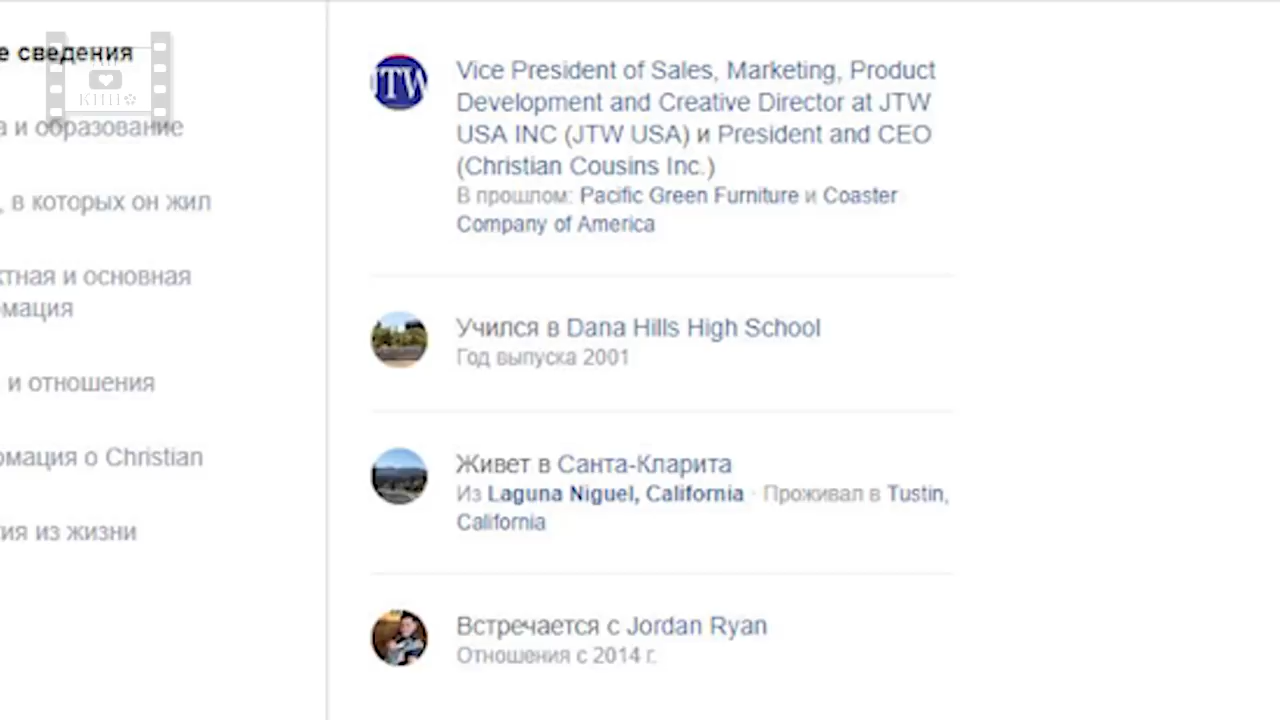 е сведения
а и образование
, в которых он жил
ктная и основная
мация
и отношения
омация о Christian
ия из жизни
JTW
Vice President of Sales, Marketing, Product
Development and Creative Director at JTW
USA INC (JTW USA) и President and CEO
(Christian Cousins Inc.)
В прошлом: Pacific Green Furniture и Coaster
Company of America
Учился в Dana Hills High School
Год выпуска 2001
Живет в Санта-Кларита
Из Laguna Niguel, California · Проживал в Tustin,
California
Встречается с Jordan Ryan
Отношения с 2014 г.